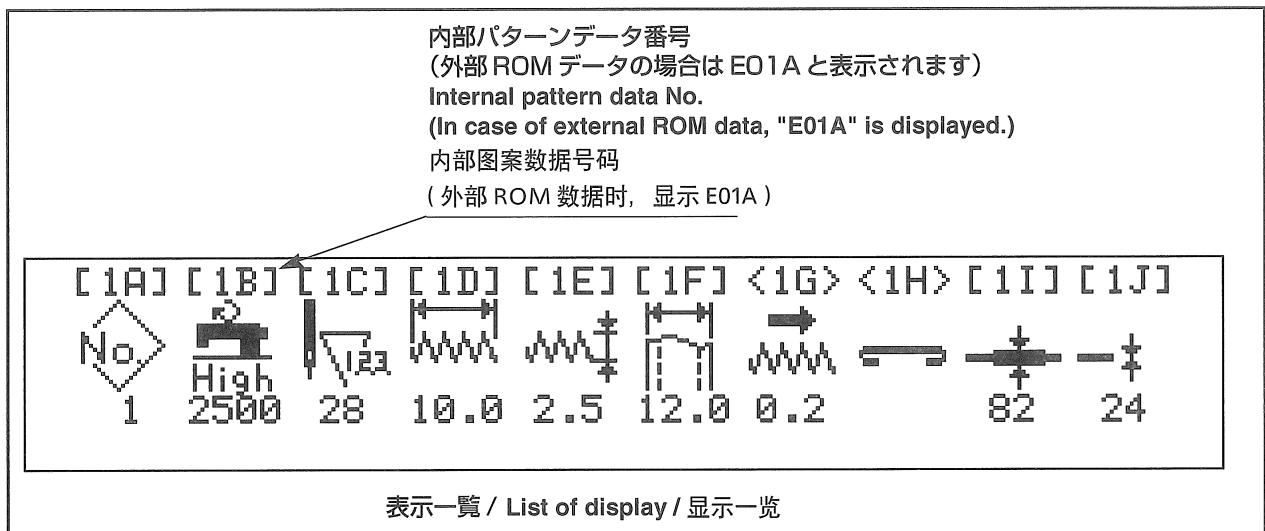 内部パターンデータ番号
（外部 ROM データの場合は E01A と表示されます）
Internal pattern data No.
(In case of external ROM data, "E01A" is displayed.)
内部图案数据号码
( 外部 ROM 数据时，显示 E01A )
[1A] [1B] [1C] [1D] [1E] [1F] <1G> <1H> [1I] [1J]
No. 123
High
1 2500 28 10.0 2.5 12.0 0.2 82 24
表示一覧 / List of display / 显示一览